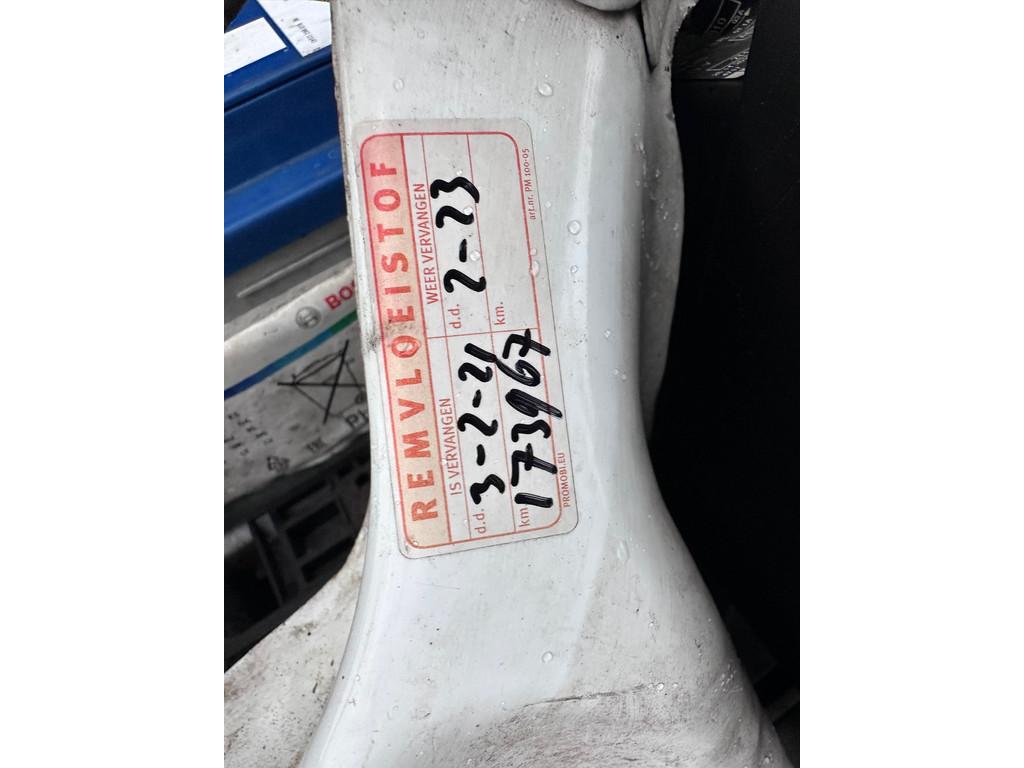 REMVLOEISTOF
IS VERVANGEN
WEER VERVANGEN
d.d. 3-2-21
d.d. 2-23
km. 173967
km.
PROMOBI.EU
art.nr. PM 100-05
BOS